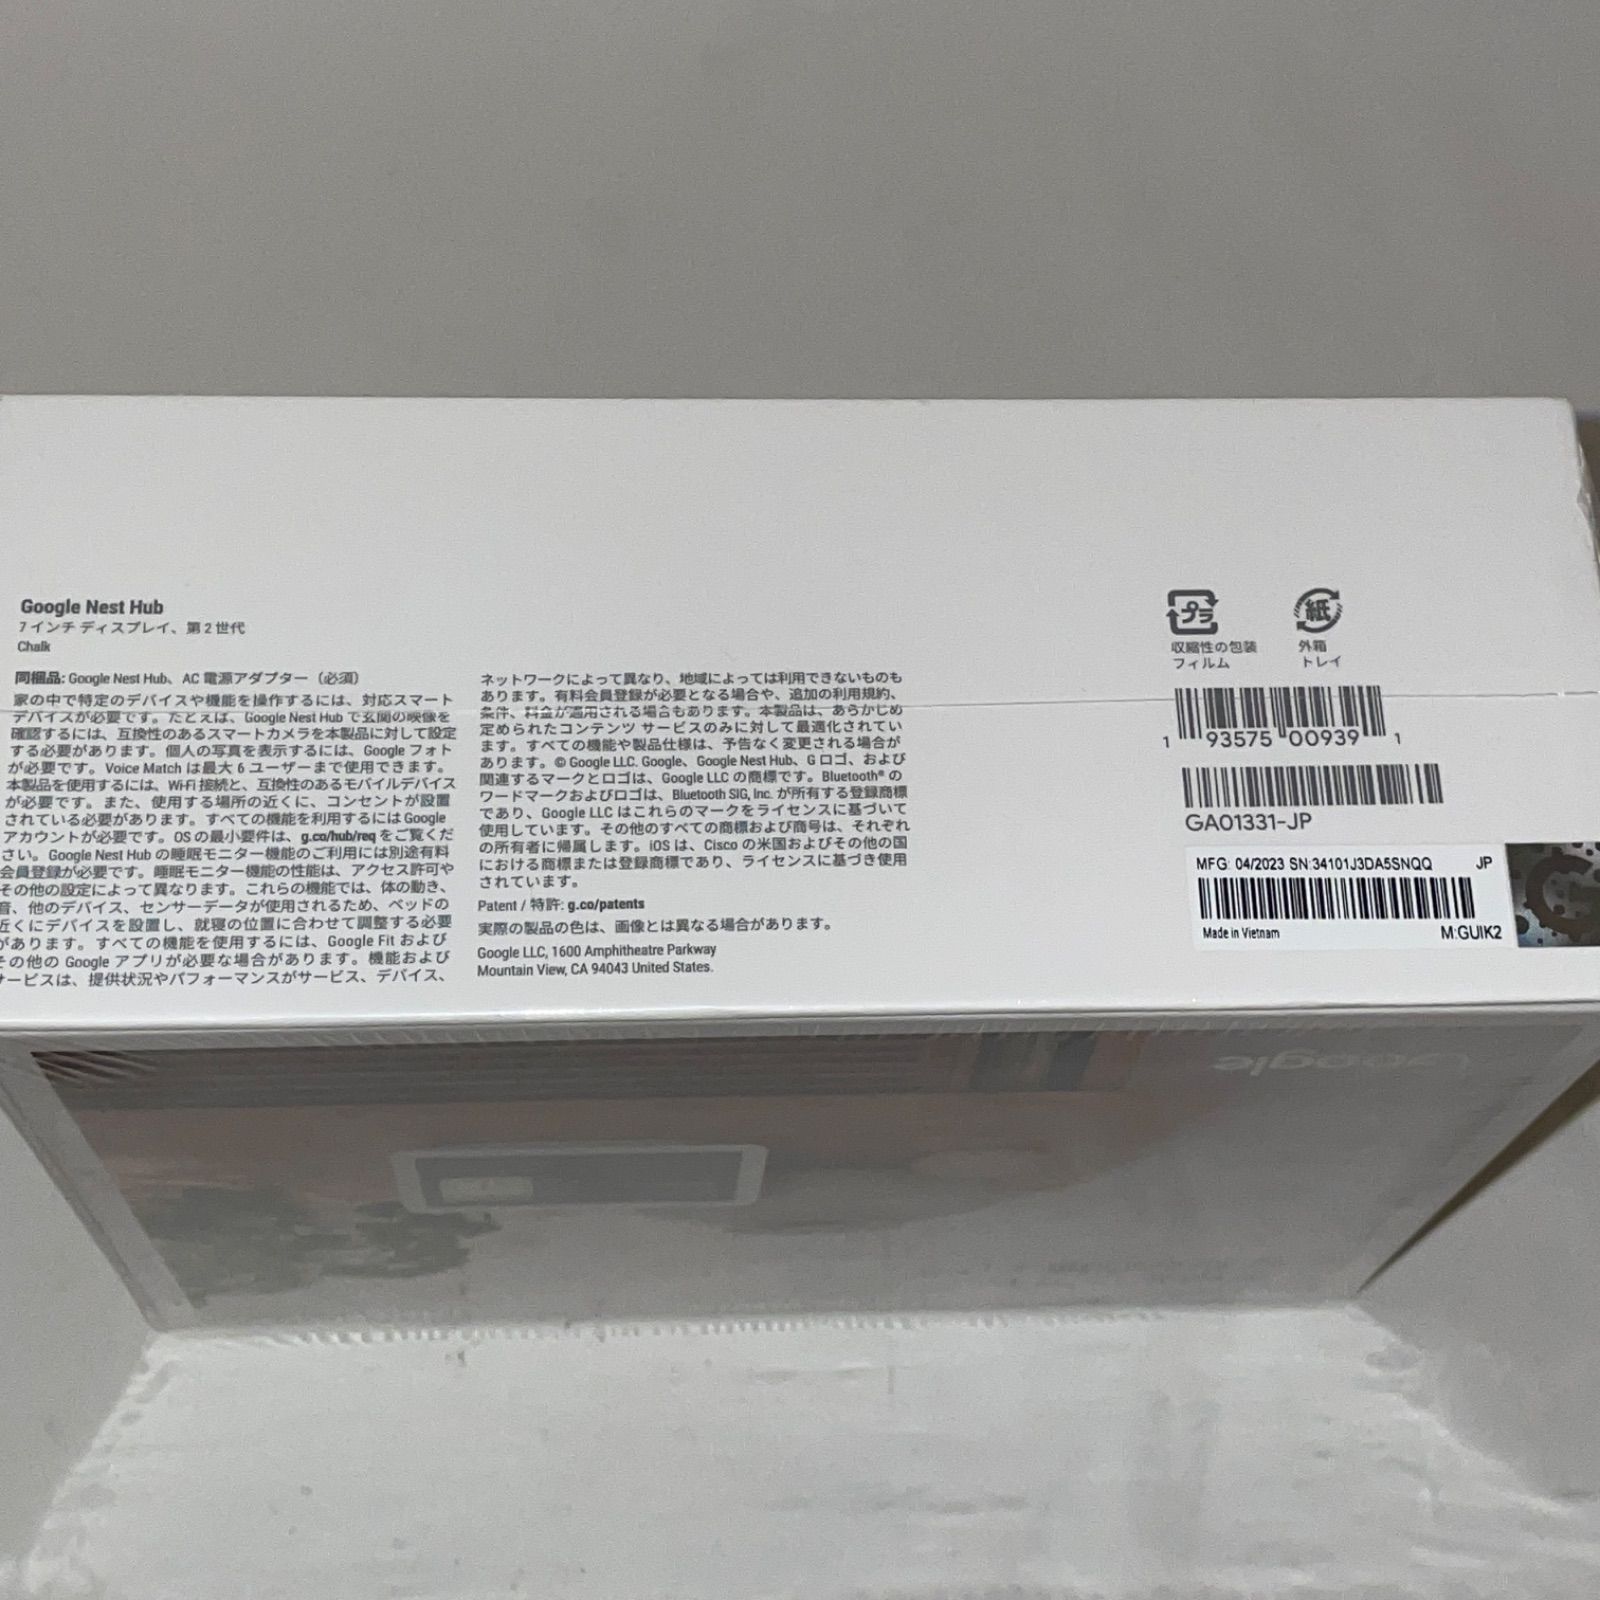 Google Nest Hub
7 インチ ディスプレイ、第 2 世代
Chalk
同梱品: Google Nest Hub、AC 電源アダプター（必須）
家の中で特定のデバイスや機能を操作するには、対応スマート
デバイスが必要です。たとえば、Google Nest Hub で玄関の映像を
確認するには、互換性のあるスマートカメラを本製品に対して設定
する必要があります。個人の写真を表示するには、Google フォト
が必要です。Voice Match は最大 6 ユーザーまで使用できます。
本製品を使用するには、Wi-Fi 接続と、互換性のあるモバイルデバイス
が必要です。また、使用する場所の近くに、コンセントが設置
されている必要があります。すべての機能を利用するには Google
アカウントが必要です。OS の最小要件は、g.co/hub/req をご覧くだ
さい。Google Nest Hub の睡眠モニター機能のご利用には別途有料
会員登録が必要です。睡眠モニター機能の性能は、アクセス許可や
その他の設定によって異なります。これらの機能では、体の動き、
音、他のデバイス、センサーデータが使用されるため、ベッドの
近くにデバイスを設置し、就寝の位置に合わせて調整する必要
があります。すべての機能を使用するには、Google Fit および
その他の Google アプリが必要な場合があります。機能および
サービスは、提供状況やパフォーマンスがサービス、デバイス、
ネットワークによって異なり、地域によっては利用できないものも
あります。有料会員登録が必要となる場合や、追加の利用規約、
条件、料金が適用される場合もあります。本製品は、あらかじめ
定められたコンテンツ サービスのみに対して最適化されてい
ます。すべての機能や製品仕様は、予告なく変更される場合が
あります。© Google LLC. Google、Google Nest Hub、G ロゴ、および
関連するマークとロゴは、Google LLC の商標です。Bluetooth® の
ワードマークおよびロゴは、Bluetooth SIG, Inc. が所有する登録商標
であり、Google LLC はこれらのマークをライセンスに基づいて
使用しています。その他のすべての商標および商号は、それぞれ
の所有者に帰属します。iOS は、Cisco の米国およびその他の国
における商標または登録商標であり、ライセンスに基づき使用
されています。
Patent / 特許: g.co/patents
実際の製品の色は、画像とは異なる場合があります。
Google LLC, 1600 Amphitheatre Parkway
Mountain View, CA 94043 United States.
プラ
収縮性の包装
フィルム
紙
外箱
トレイ
1 93575 00939 1
GA01331-JP
MFG: 04/2023 SN:34101J3DA5SNQQ JP
Made in Vietnam M:GUIK2
Google